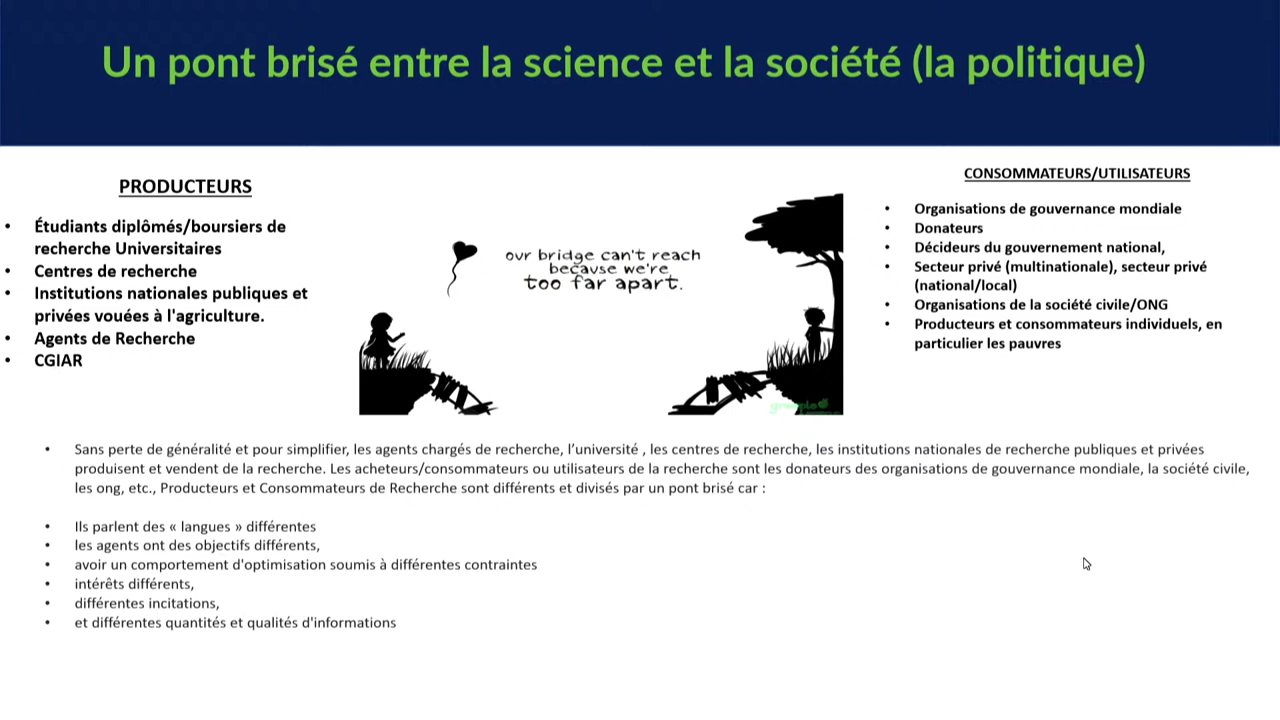 Un pont brisé entre la science et la société (la politique)
PRODUCTEURS
• Étudiants diplômés/boursiers de
recherche Universitaires
• Centres de recherche
• Institutions nationales publiques et
privées vouées à l'agriculture.
• Agents de Recherche
• CGIAR
our bridge can't reach
because we're
too far apart.
CONSOMMATEURS/UTILISATEURS
• Organisations de gouvernance mondiale
• Donateurs
• Décideurs du gouvernement national,
• Secteur privé (multinationale), secteur privé
(national/local)
• Organisations de la société civile/ONG
• Producteurs et consommateurs individuels, en
particulier les pauvres
• Sans perte de généralité et pour simplifier, les agents chargés de recherche, l’université , les centres de recherche, les institutions nationales de recherche publiques et privées
produisent et vendent de la recherche. Les acheteurs/consommateurs ou utilisateurs de la recherche sont les donateurs des organisations de gouvernance mondiale, la société civile,
les ong, etc., Producteurs et Consommateurs de Recherche sont différents et divisés par un pont brisé car :
• Ils parlent des « langues » différentes
• les agents ont des objectifs différents,
• avoir un comportement d'optimisation soumis à différentes contraintes
• intérêts différents,
• différentes incitations,
• et différentes quantités et qualités d'informations